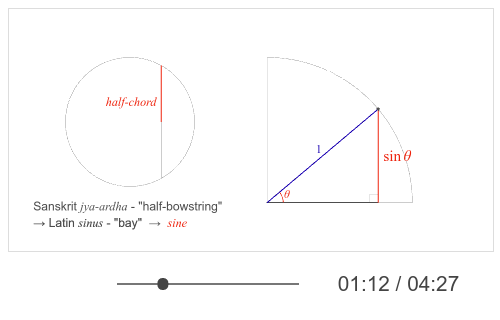 half-chord
1
sin θ
θ
Sanskrit jya-ardha - "half-bowstring"
→ Latin sinus - "bay" → sine
01:12 / 04:27